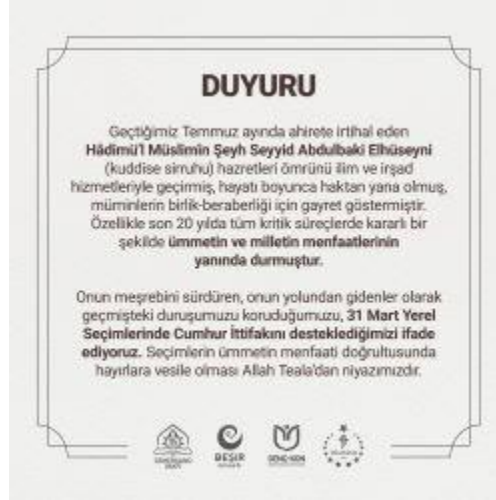 DUYURU
Geçtiğimiz Temmuz ayında ahirete irtihal eden
Hâdimü'l Müslimin Şeyh Seyyid Abdulbaki Elhüseyni
(kuddise sirruhu) hazretleri ömrünü ilim ve irşad
hizmetleriyle geçirmiş, hayatı boyunca haktan yana olmuş,
müminlerin birlik-beraberliği için gayret göstermiştir.
Özellikle son 20 yılda tüm kritik süreçlerde kararlı bir
şekilde ümmetin ve milletin menfaatlerinin
yanında durmuştur.
Onun meşrebini sürdüren, onun yolundan gidenler olarak
geçmişteki duruşumuzu koruduğumuzu, 31 Mart Yerel
Seçimlerinde Cumhur İttifakını desteklediğimizi ifade
ediyoruz. Seçimlerin ümmetin menfaati doğrultusunda
hayırlara vesile olması Allah Teala'dan niyazımızdır.
BEŞİR